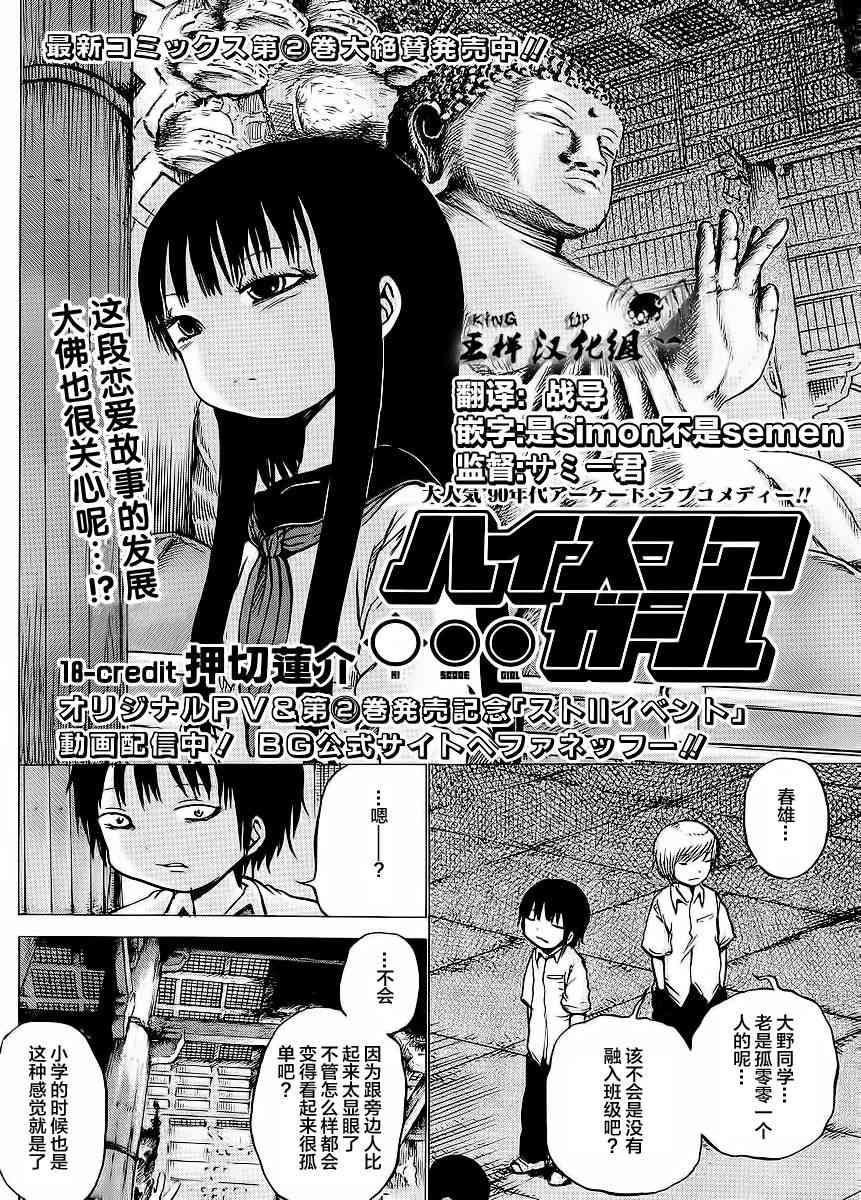 最新コミックス第②巻大絶賛発売中!!
KiNG UP
王样汉化组
翻译: 战导
嵌字:是simon不是semen
监督:サミ一君
这段恋爱故事的发展
大佛也很关心呢…!?
大人気'90年代アーケード・ラブコメディー!!
ハイスコア
ガール
HI SCORE GIRL
18-credit 押切蓮介
オリジナルPV&第②巻発売記念「ストIIイベント」
動画配信中! BG公式サイトへファネッフー!!
春雄…
…嗯——?
大野同学…
老是孤零零一个
人的呢…
该不会是没有
融入班级吧?
…不会
因为跟旁边人比
起来太显眼了
不管怎么样都会
变得看起来很孤
单吧?
小学的时候也是
这种感觉就是了